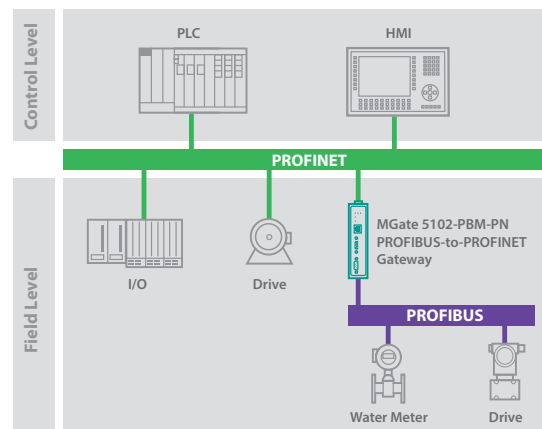 Control Level
PLC
HMI
PROFINET
Field Level
I/O
Drive
MGate 5102-PBM-PN
PROFIBUS-to-PROFINET
Gateway
PROFIBUS
Water Meter
Drive